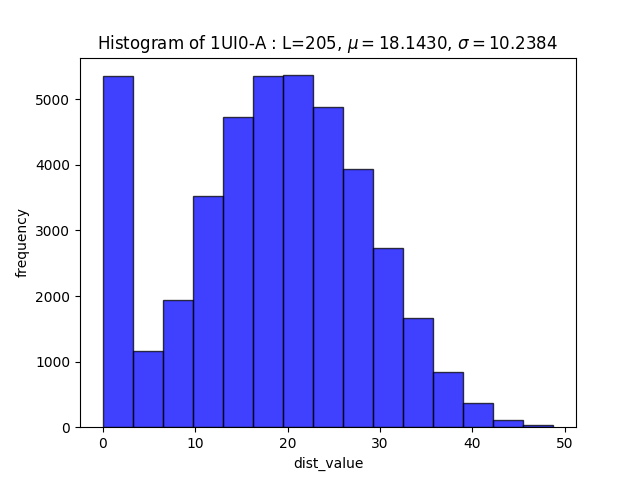 Histogram of 1UI0-A : L=205, μ = 18.1430, σ = 10.2384
5000
4000
3000
2000
1000
0
frequency
0 10 20 30 40 50
dist_value